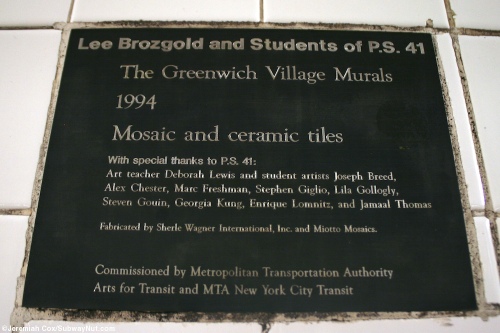 Lee Brozgold and Students of P.S. 41
The Greenwich Village Murals
1994
Mosaic and ceramic tiles
With special thanks to P.S. 41:
Art teacher Deborah Lewis and student artists Joseph Breed,
Alex Chester, Marc Freshman, Stephen Giglio, Lila Gollogly,
Steven Gouin, Georgia Kung, Enrique Lomnitz, and Jamaal Thomas
Fabricated by Sherle Wagner International, Inc. and Miotto Mosaics.
Commissioned by Metropolitan Transportation Authority
Arts for Transit and MTA New York City Transit
©Jeremiah Cox/SubwayNut.com